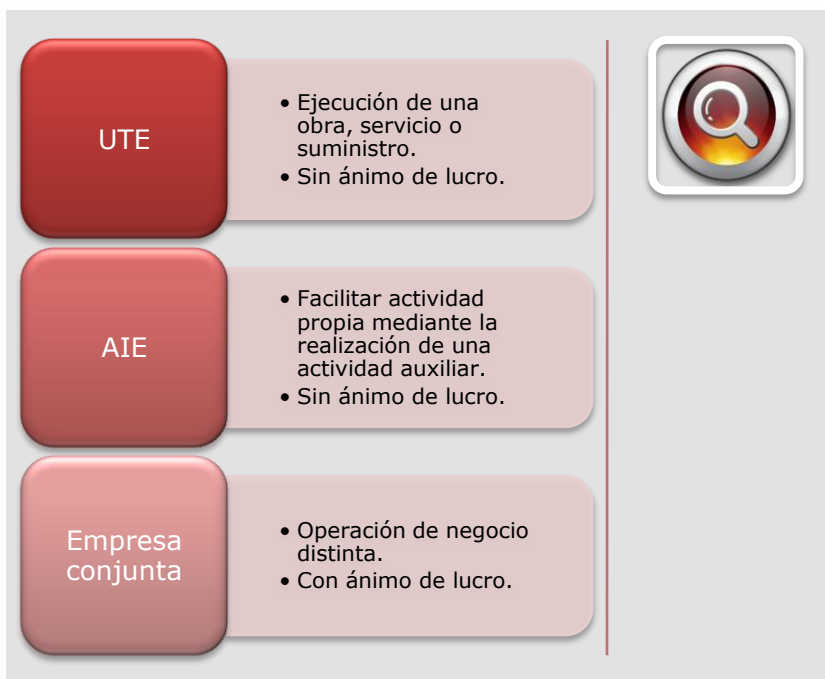 UTE
• Ejecución de una
obra, servicio o
suministro.
• Sin ánimo de lucro.
AIE
• Facilitar actividad
propia mediante la
realización de una
actividad auxiliar.
• Sin ánimo de lucro.
Empresa
conjunta
• Operación de negocio
distinta.
• Con ánimo de lucro.